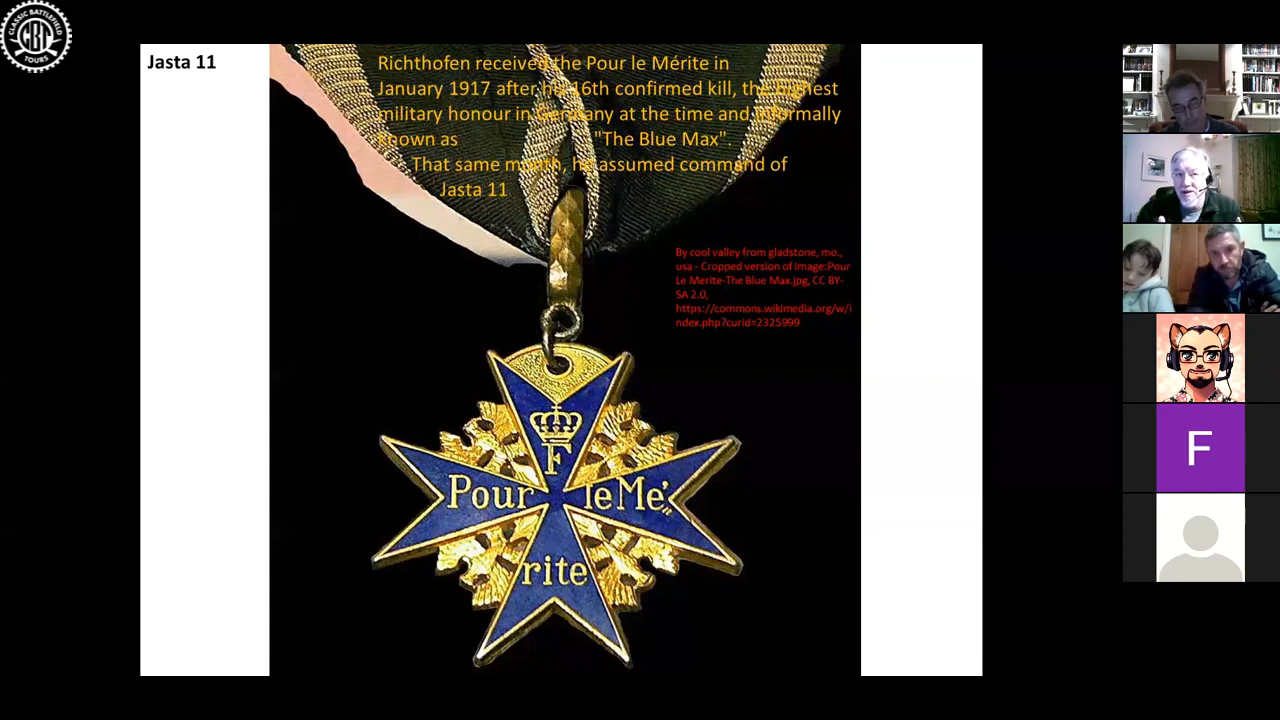 CLASSIC BATTLEFIELD
CBT
TOURS
Jasta 11
Richthofen received the Pour le Mérite in
January 1917 after his 16th confirmed kill, the highest
military honour in Germany at the time and informally
known as "The Blue Max".
That same month, he assumed command of
Jasta 11
By cool valley from gladstone, mo.,
usa - Cropped version of Image:Pour
Le Merite-The Blue Max.jpg, CC BY-
SA 2.0,
https://commons.wikimedia.org/w/i
ndex.php?curid=2325999
F
Pour le Mé
rite
F